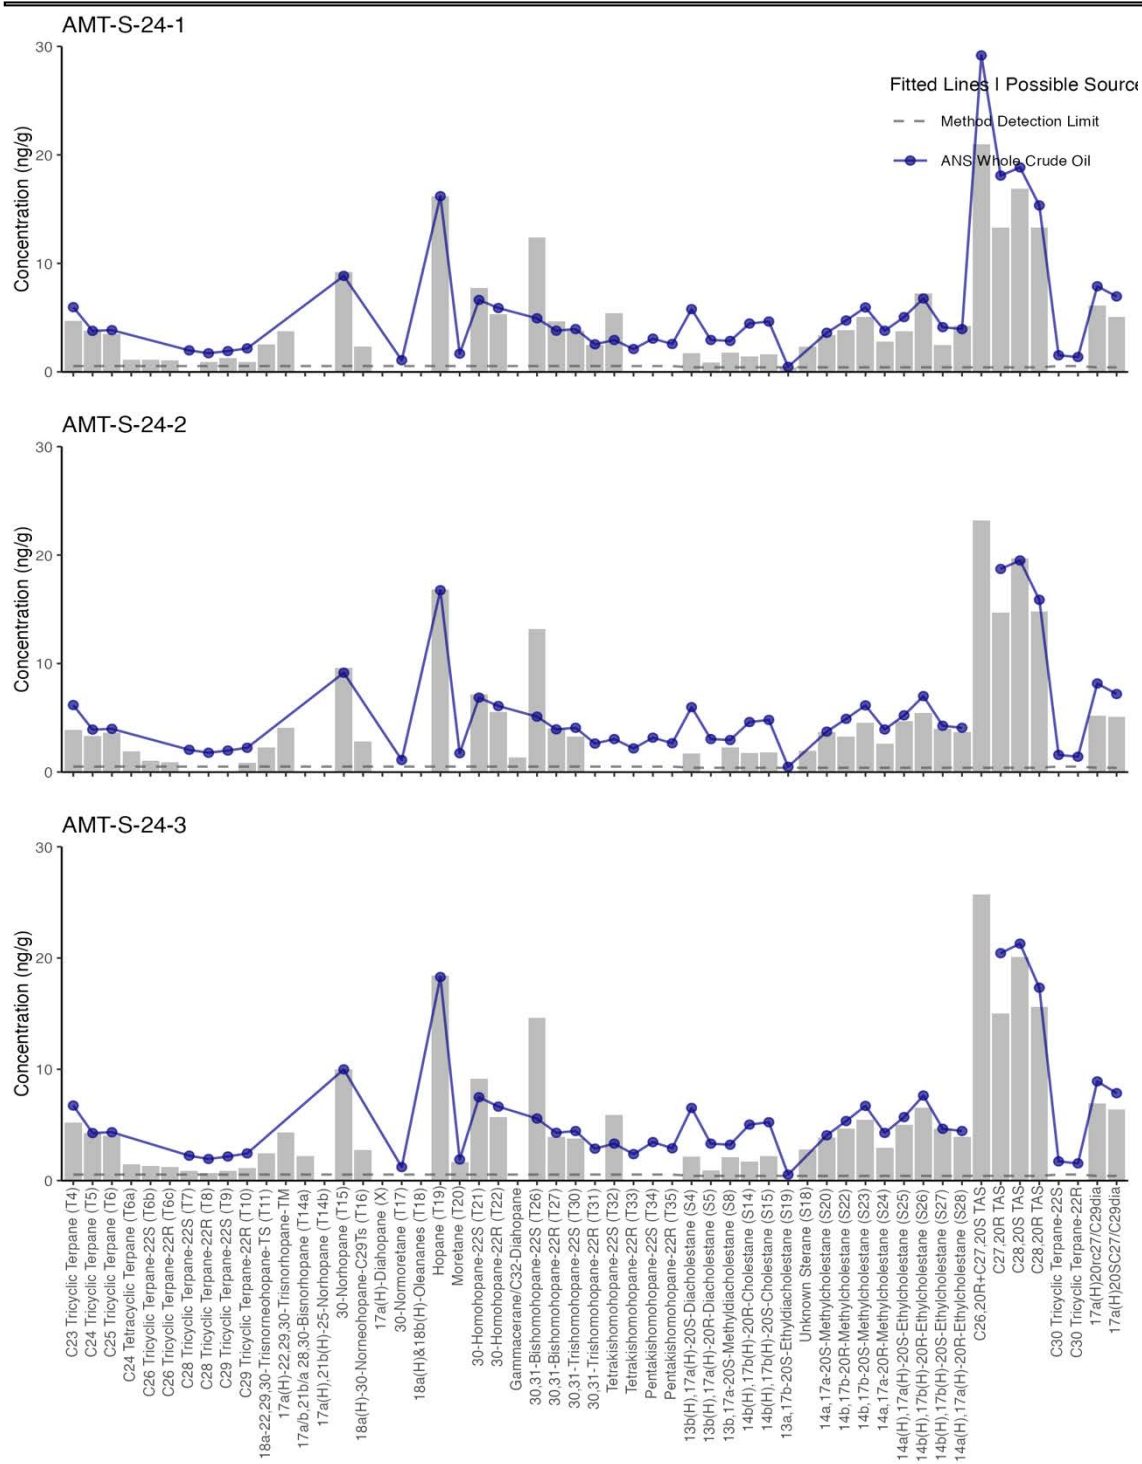 AMT-S-24-1
30
20
10
0
Concentration (ng/g)
Fitted Lines | Possible Source
Method Detection Limit
ANS Whole Crude Oil
AMT-S-24-2
30
20
10
0
Concentration (ng/g)
AMT-S-24-3
30
20
10
0
Concentration (ng/g)
C23 Tricyclic Terpane (T4)
C24 Tricyclic Terpane (T5)
C25 Tricyclic Terpane (T6)
C24 Tetracyclic Terpane (T6a)
C26 Tricyclic Terpane-22S (T6b)
C26 Tricyclic Terpane-22R (T6c)
C28 Tricyclic Terpane-22S (T7)
C28 Tricyclic Terpane-22R (T8)
C29 Tricyclic Terpane-22S (T9)
C29 Tricyclic Terpane-22R (T10)
18a-22,29,30-Trisnorneohopane-TS (T11)
17a(H)-22,29,30-Trisnorhopane-TM
17a/b,21b/a 28,30-Bisnorhopane (T14a)
17a(H),21b(H)-25-Norhopane (T14b)
30-Norhopane (T15)
18a(H)-30-Norneohopane-C29Ts (T16)
17a(H)-Diahopane (X)
30-Normoretane (T17)
18a(H)&18b(H)-Oleananes (T18)
Hopane (T19)
Moretane (T20)
30-Homohopane-22S (T21)
30-Homohopane-22R (T22)
Gammacerane/C32-Diahopane
30,31-Bishomohopane-22S (T26)
30,31-Bishomohopane-22R (T27)
30,31-Trishomohopane-22S (T30)
30,31-Trishomohopane-22R (T31)
Tetrakishomohopane-22S (T32)
Tetrakishomohopane-22R (T33)
Pentakishomohopane-22S (T34)
Pentakishomohopane-22R (T35)
13b(H),17a(H)-20S-Diacholestane (S4)
13b(H),17a(H)-20R-Diacholestane (S5)
13b,17a-20S-Methyldiacholestane (S8)
14b(H),17b(H)-20R-Cholestane (S14)
14b(H),17b(H)-20S-Cholestane (S15)
13a,17b-20S-Ethyldiacholestane (S19)
Unknown Sterane (S18)
14a,17a-20S-Methylcholestane (S20)
14b,17b-20R-Methylcholestane (S22)
14b,17b-20S-Methylcholestane (S23)
14a,17a-20R-Methylcholestane (S24)
14a(H),17a(H)-20S-Ethylcholestane (S25)
14b(H),17b(H)-20R-Ethylcholestane (S26)
14b(H),17b(H)-20S-Ethylcholestane (S27)
14a(H),17a(H)-20R-Ethylcholestane (S28)
C26,20R+C27,20S TAS
C27,20R TAS
C28,20S TAS
C28,20R TAS
C30 Tricyclic Terpane-22S
C30 Tricyclic Terpane-22R
17a(H)20rc27/C29dia
17a(H)20SC27/C29dia